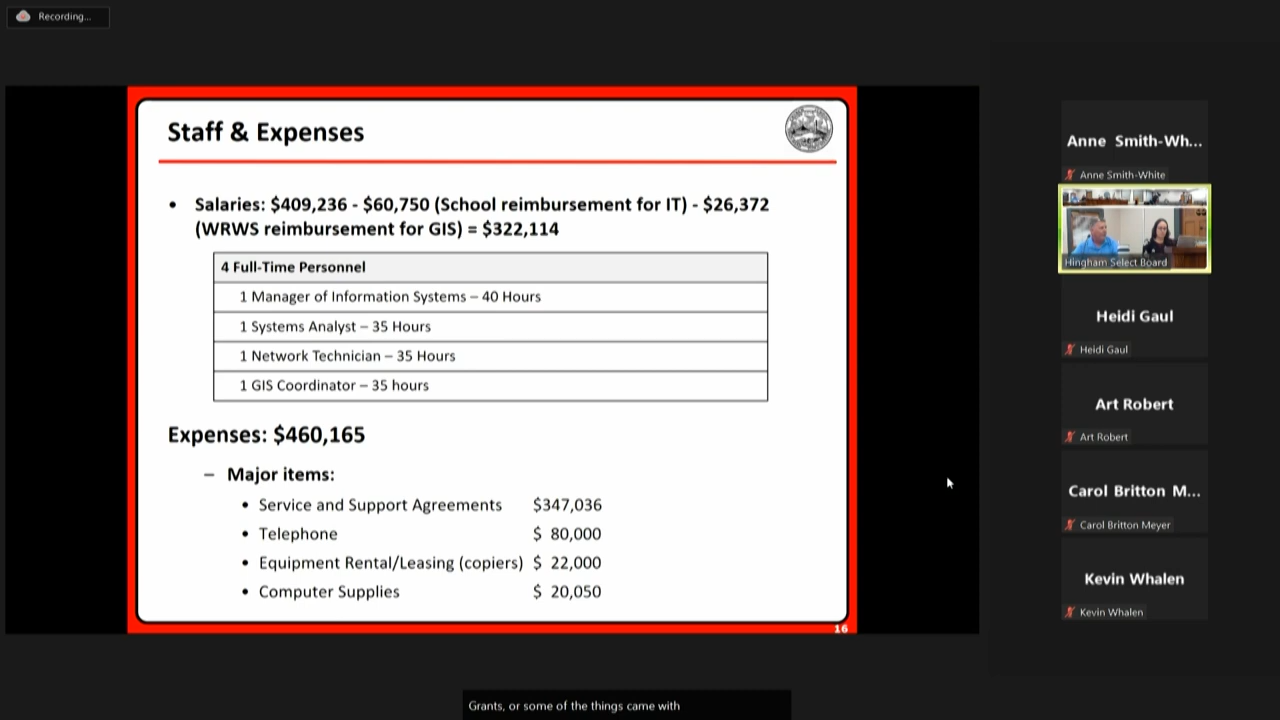 Recording...
Staff & Expenses
• Salaries: $409,236 - $60,750 (School reimbursement for IT) - $26,372
(WRWS reimbursement for GIS) = $322,114
4 Full-Time Personnel
1 Manager of Information Systems – 40 Hours
1 Systems Analyst – 35 Hours
1 Network Technician – 35 Hours
1 GIS Coordinator – 35 hours
Expenses: $460,165
– Major items:
• Service and Support Agreements $347,036
• Telephone $ 80,000
• Equipment Rental/Leasing (copiers) $ 22,000
• Computer Supplies $ 20,050
16
Anne Smith-Wh...
Anne Smith-White
Hingham Select Board
Heidi Gaul
Heidi Gaul
Art Robert
Art Robert
Carol Britton M...
Carol Britton Meyer
Kevin Whalen
Kevin Whalen
Grants, or some of the things came with